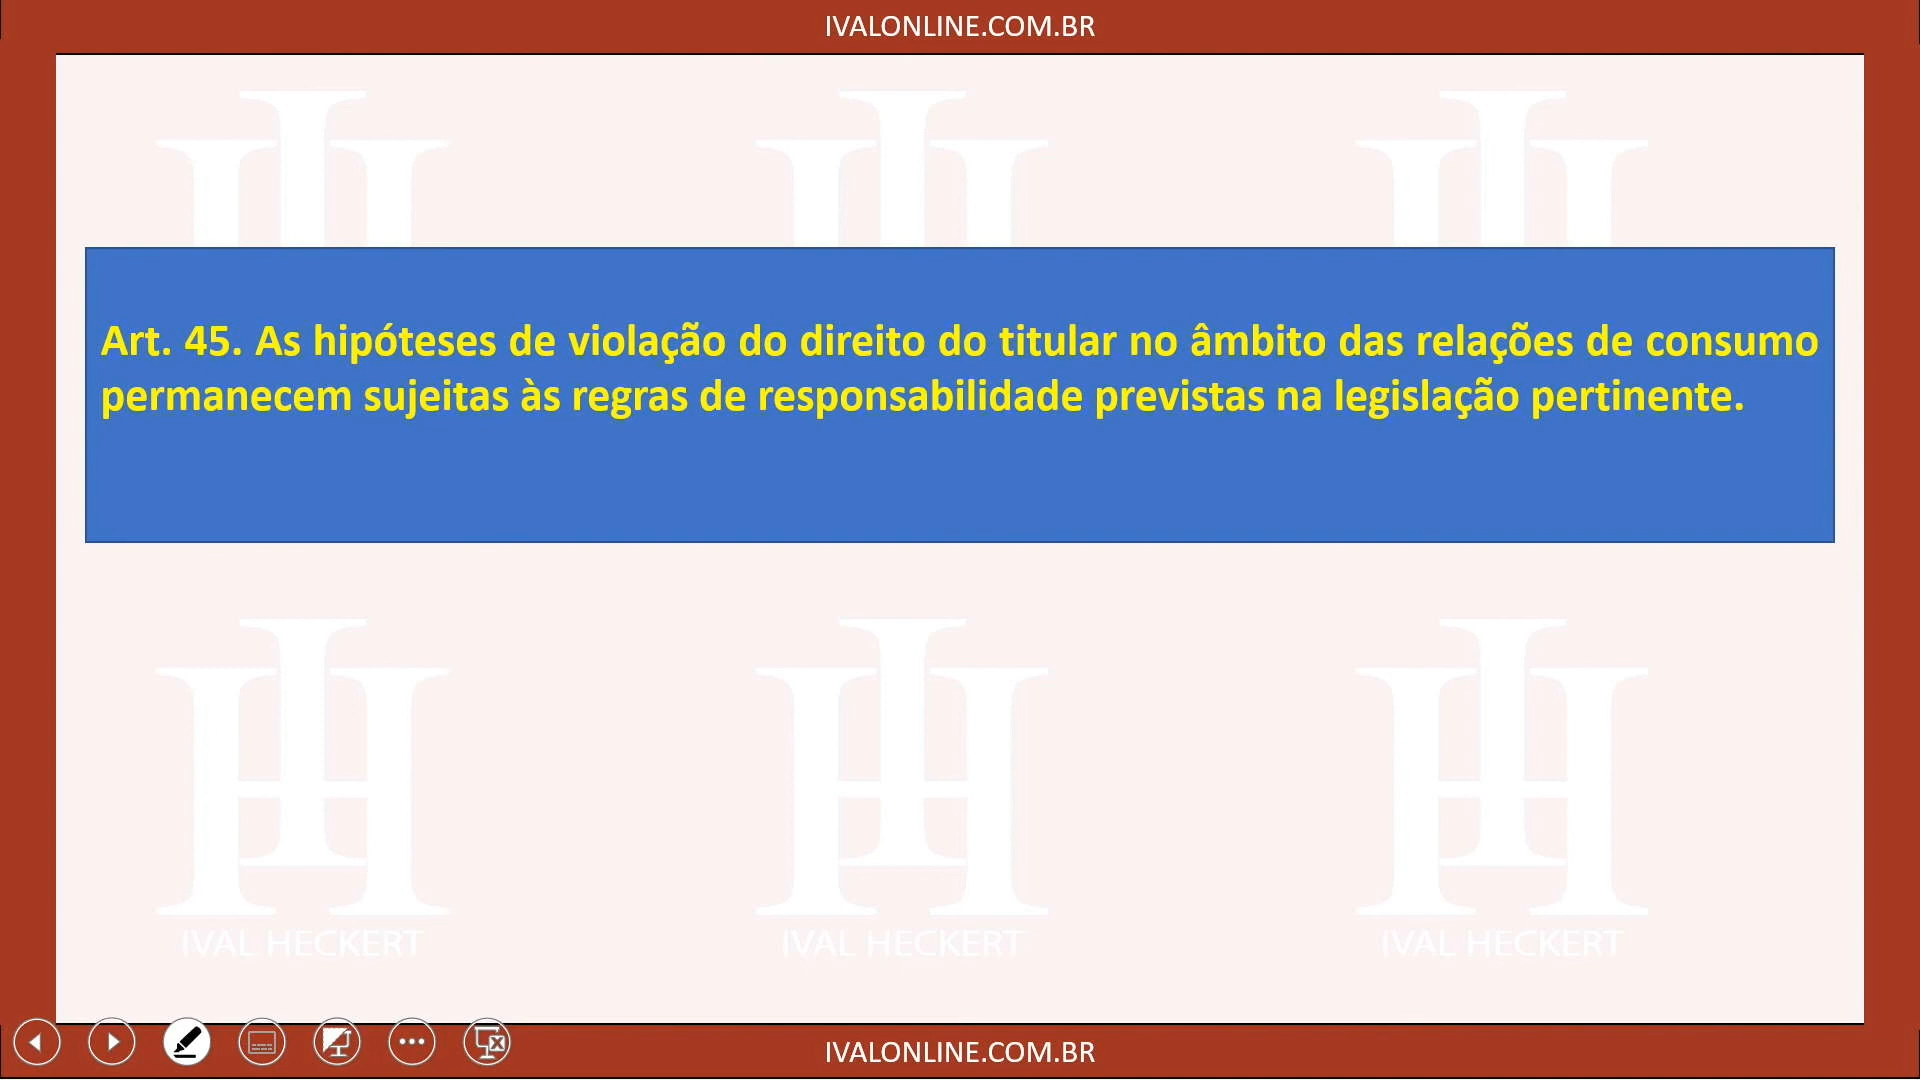 IVALONLINE.COM.BR
Art. 45. As hipóteses de violação do direito do titular no âmbito das relações de consumo
permanecem sujeitas às regras de responsabilidade previstas na legislação pertinente.
IVAL HECKERT
IVAL HECKERT
IVAL HECKERT
IVALONLINE.COM.BR